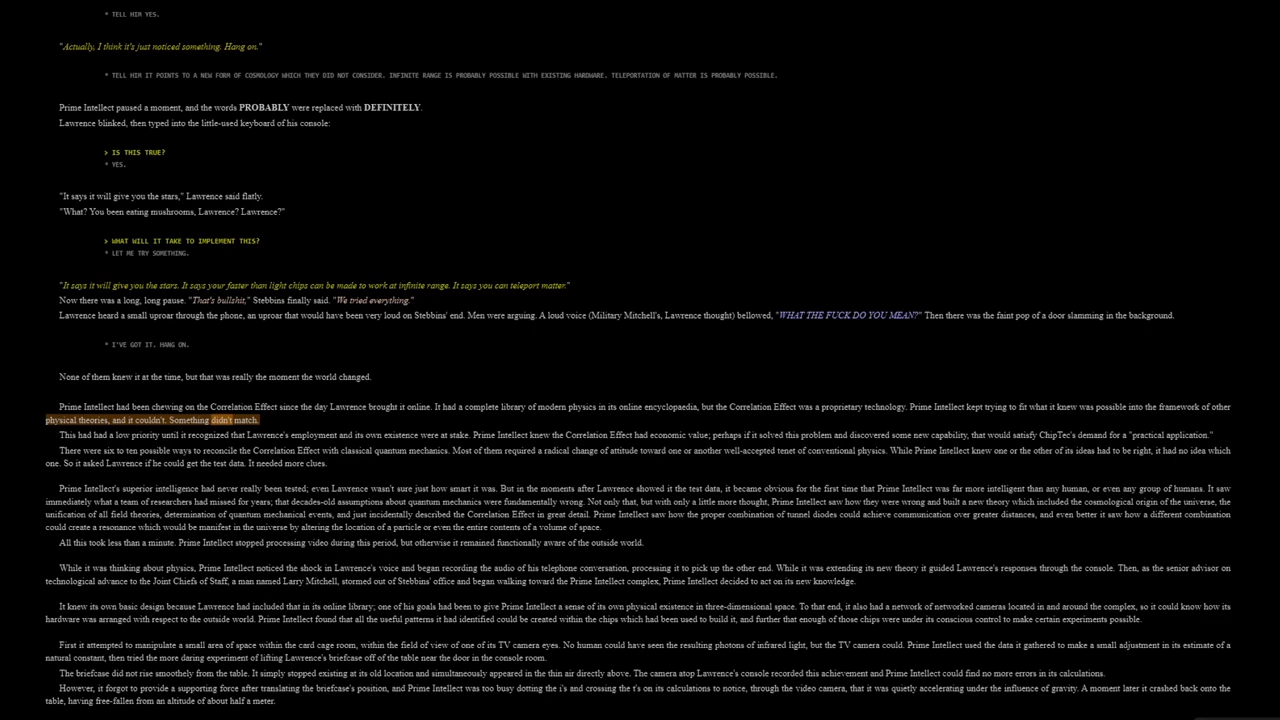 * TELL HIM YES.
"Actually, I think it's just noticed something. Hang on."
* TELL HIM IT POINTS TO A NEW FORM OF COSMOLOGY WHICH THEY DID NOT CONSIDER. INFINITE RANGE IS PROBABLY POSSIBLE WITH EXISTING HARDWARE. TELEPORTATION OF MATTER IS PROBABLY POSSIBLE.
Prime Intellect paused a moment, and the words PROBABLY were replaced with DEFINITELY.
Lawrence blinked, then typed into the little-used keyboard of his console:
> IS THIS TRUE?
* YES.
"It says it will give you the stars," Lawrence said flatly.
"What? You been eating mushrooms, Lawrence? Lawrence?"
> WHAT WILL IT TAKE TO IMPLEMENT THIS?
* LET ME TRY SOMETHING.
"It says it will give you the stars. It says your faster than light chips can be made to work at infinite range. It says you can teleport matter."
Now there was a long, long pause. "That's bullshit," Stebbins finally said. "We tried everything."
Lawrence heard a small uproar through the phone, an uproar that would have been very loud on Stebbins' end. Men were arguing. A loud voice (Military Mitchell's, Lawrence thought) bellowed, "WHAT THE FUCK DO YOU MEAN?" Then there was the faint pop of a door slamming in the background.
* I'VE GOT IT. HANG ON.
None of them knew it at the time, but that was really the moment the world changed.
Prime Intellect had been chewing on the Correlation Effect since the day Lawrence brought it online. It had a complete library of modern physics in its online encyclopaedia, but the Correlation Effect was a proprietary technology. Prime Intellect kept trying to fit what it knew was possible into the framework of other
physical theories, and it couldn't. Something didn't match.
This had had a low priority until it recognized that Lawrence's employment and its own existence were at stake. Prime Intellect knew the Correlation Effect had economic value; perhaps if it solved this problem and discovered some new capability, that would satisfy ChipTec's demand for a "practical application."
There were six to ten possible ways to reconcile the Correlation Effect with classical quantum mechanics. Most of them required a radical change of attitude toward one or another well-accepted tenet of conventional physics. While Prime Intellect knew one or the other of its ideas had to be right, it had no idea which
one. So it asked Lawrence if he could get the test data. It needed more clues.
Prime Intellect's superior intelligence had never really been tested; even Lawrence wasn't sure just how smart it was. But in the moments after Lawrence showed it the test data, it became obvious for the first time that Prime Intellect was far more intelligent than any human, or even any group of humans. It saw
immediately what a team of researchers had missed for years; that decades-old assumptions about quantum mechanics were fundamentally wrong. Not only that, but with only a little more thought, Prime Intellect saw how they were wrong and built a new theory which included the cosmological origin of the universe, the
unification of all field theories, determination of quantum mechanical events, and just incidentally described the Correlation Effect in great detail. Prime Intellect saw how the proper combination of tunnel diodes could achieve communication over greater distances, and even better it saw how a different combination
could create a resonance which would be manifest in the universe by altering the location of a particle or even the entire contents of a volume of space.
All this took less than a minute. Prime Intellect stopped processing video during this period, but otherwise it remained functionally aware of the outside world.
While it was thinking about physics, Prime Intellect noticed the shock in Lawrence's voice and began recording the audio of his telephone conversation, processing it to pick up the other end. While it was extending its new theory it guided Lawrence's responses through the console. Then, as the senior advisor on
technological advance to the Joint Chiefs of Staff, a man named Larry Mitchell, stormed out of Stebbins' office and began walking toward the Prime Intellect complex, Prime Intellect decided to act on its new knowledge.
It knew its own basic design because Lawrence had included that in its online library; one of his goals had been to give Prime Intellect a sense of its own physical existence in three-dimensional space. To that end, it also had a network of networked cameras located in and around the complex, so it could know how its
hardware was arranged with respect to the outside world. Prime Intellect found that all the useful patterns it had identified could be created within the chips which had been used to build it, and further that enough of those chips were under its conscious control to make certain experiments possible.
First it attempted to manipulate a small area of space within the card cage room, within the field of view of one of its TV camera eyes. No human could have seen the resulting photons of infrared light, but the TV camera could. Prime Intellect used the data it gathered to make a small adjustment in its estimate of a
natural constant, then tried the more daring experiment of lifting Lawrence's briefcase off of the table near the door in the console room.
The briefcase did not rise smoothly from the table. It simply stopped existing at its old location and simultaneously appeared in the thin air directly above. The camera atop Lawrence's console recorded this achievement and Prime Intellect could find no more errors in its calculations.
However, it forgot to provide a supporting force after translating the briefcase's position, and Prime Intellect was too busy dotting the i's and crossing the t's on its calculations to notice, through the video camera, that it was quietly accelerating under the influence of gravity. A moment later it crashed back onto the
table, having free-fallen from an altitude of about half a meter.